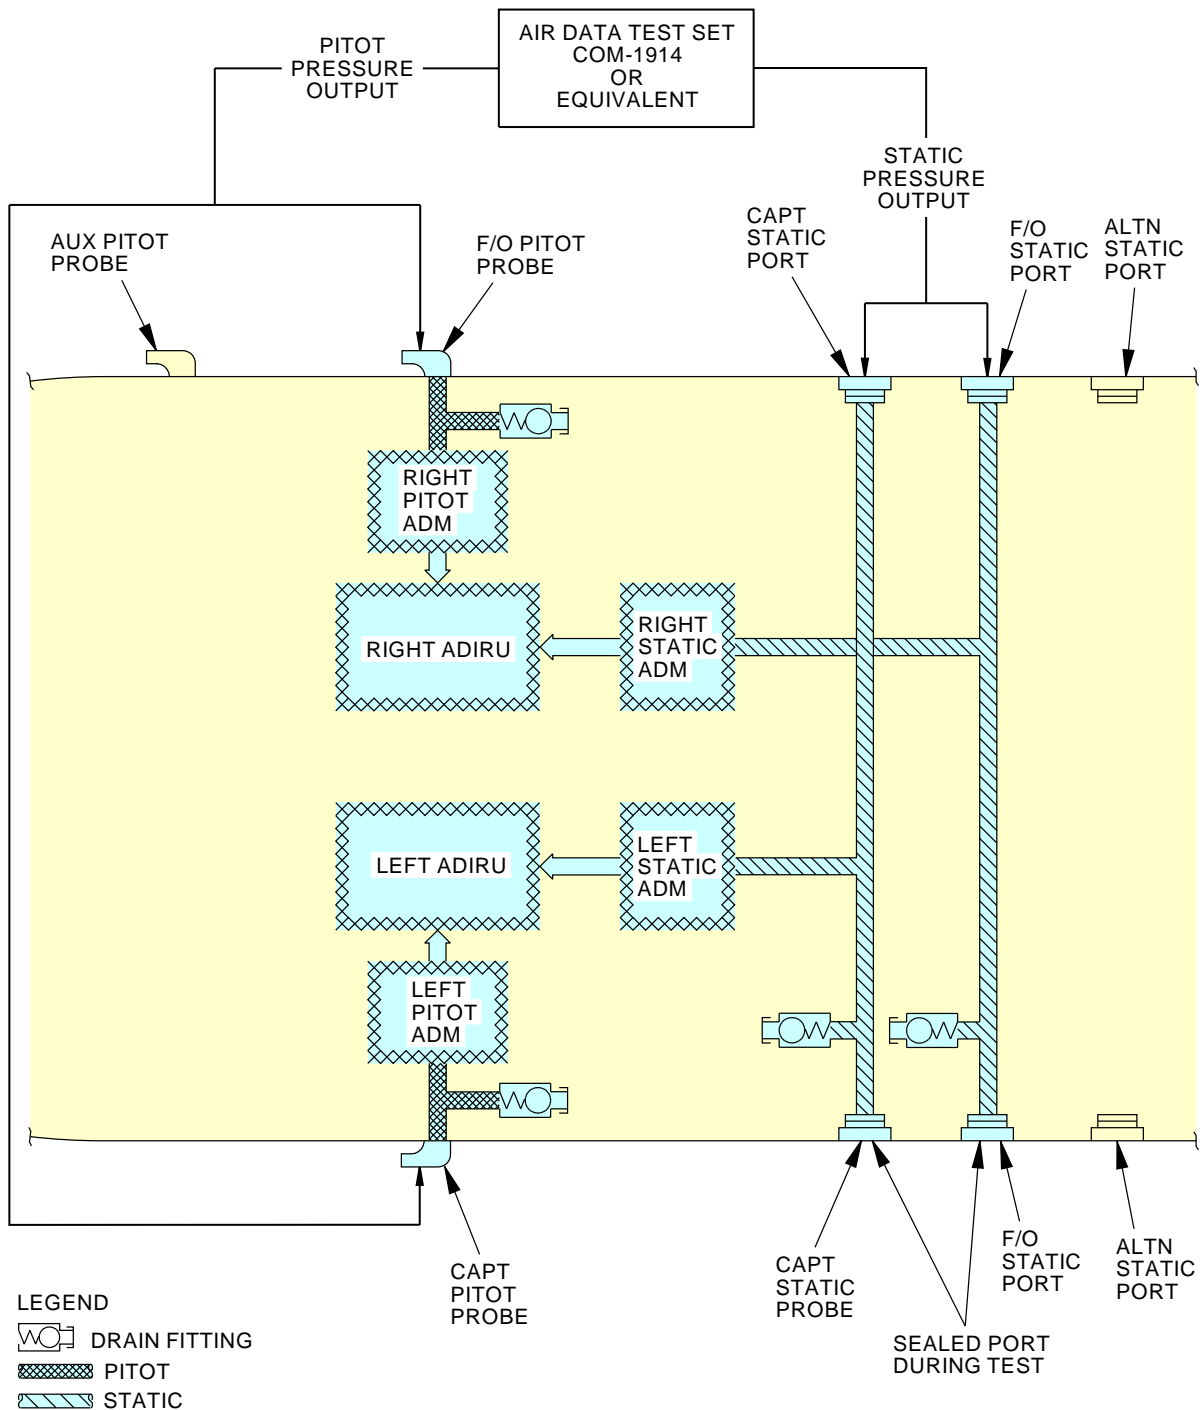 AIR DATA TEST SET
COM-1914
OR
EQUIVALENT
PITOT
PRESSURE
OUTPUT
STATIC
PRESSURE
OUTPUT
AUX PITOT
PROBE
F/O PITOT
PROBE
CAPT
STATIC
PORT
F/O
STATIC
PORT
ALTN
STATIC
PORT
RIGHT
PITOT
ADM
RIGHT ADIRU
RIGHT
STATIC
ADM
LEFT ADIRU
LEFT
STATIC
ADM
LEFT
PITOT
ADM
CAPT
PITOT
PROBE
CAPT
STATIC
PROBE
F/O
STATIC
PORT
ALTN
STATIC
PORT
SEALED PORT
DURING TEST
LEGEND
DRAIN FITTING
PITOT
STATIC